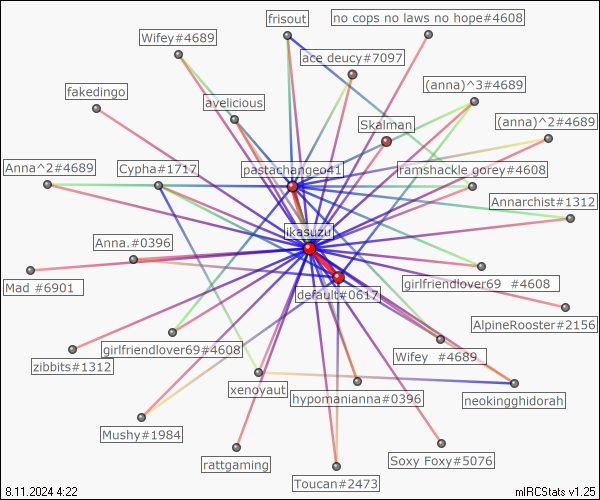 frisout
no cops no laws no hope#4608
Wifey#4689
ace deucy#7097
fakedingo
(anna)^3#4689
avelicious
Skalman
(anna)^2#4689
Anna^2#4689
Cypha#1717
pastachangeo41
ramshackle gorey#4608
Annarchist#1312
ikasuzu
Anna.#0396
Mad #6901
default#0617
girlfriendlover69 #4608
AlpineRooster#2156
girlfriendlover69#4608
Wifey #4689
zibbits#1312
xenoyaut
hypomanianna#0396
neokingghidorah
Mushy#1984
rattgaming
Soxy Foxy#5076
Toucan#2473
8.11.2024 4:22
mIRCStats v1.25